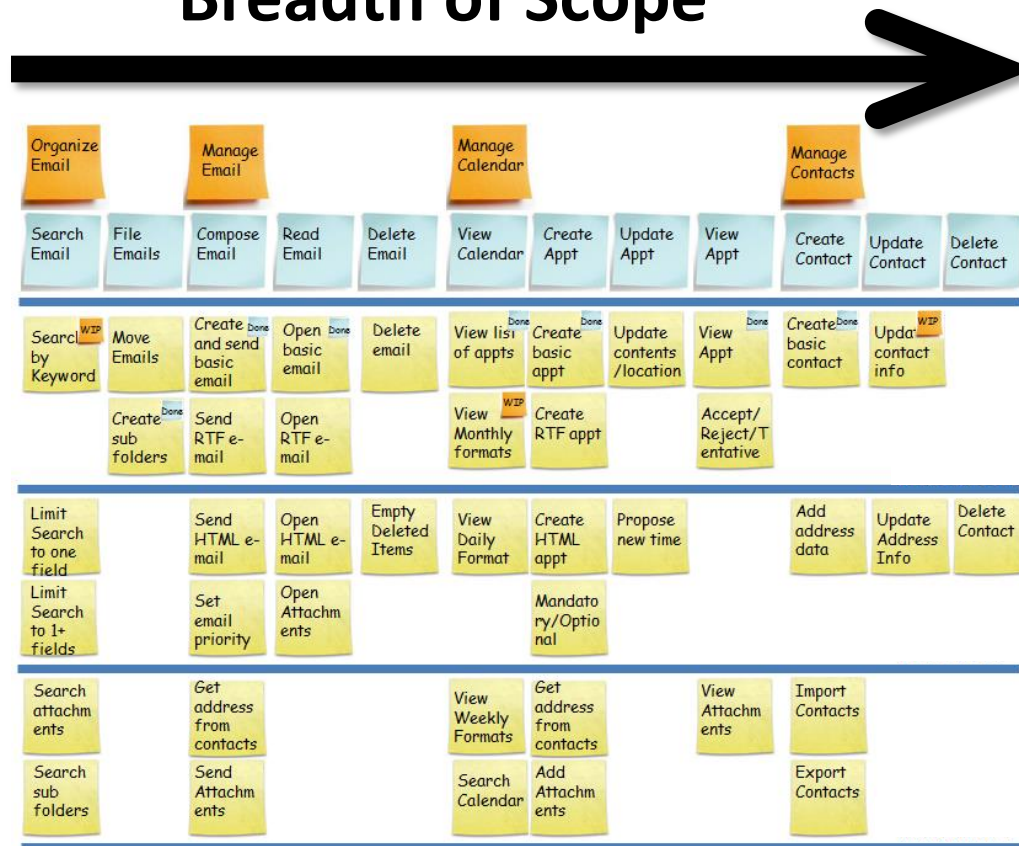 Breadth of Scope
Organize
Email
Manage
Email
Manage
Calendar
Manage
Contacts
Search
Email
File
Emails
Compose
Email
Read
Email
Delete
Email
View
Calendar
Create
Appt
Update
Appt
View
Appt
Create
Contact
Update
Contact
Delete
Contact
Search
by
Keyword
WIP
Move
Emails
Create
and send
basic
email
Done
Open
basic
email
Done
Delete
email
View list
of appts
Done
Create
basic
appt
Done
Update
contents
/location
View
Appt
Done
Create
basic
contact
Done
Updat
contact
info
WIP
Create
sub
folders
Done
Send
RTF e-
mail
Open
RTF e-
mail
View
Monthly
formats
WIP
Create
RTF appt
Accept/
Reject/T
entative
Limit
Search
to one
field
Send
HTML e-
mail
Open
HTML e-
mail
Empty
Deleted
Items
View
Daily
Format
Create
HTML
appt
Propose
new time
Add
address
data
Update
Address
Info
Delete
Contact
Limit
Search
to 1+
fields
Set
email
priority
Open
Attachm
ents
Mandato
ry/Optio
nal
Search
attachm
ents
Get
address
from
contacts
View
Weekly
Formats
Get
address
from
contacts
View
Attachm
ents
Import
Contacts
Search
sub
folders
Send
Attachm
ents
Search
Calendar
Add
Attachm
ents
Export
Contacts